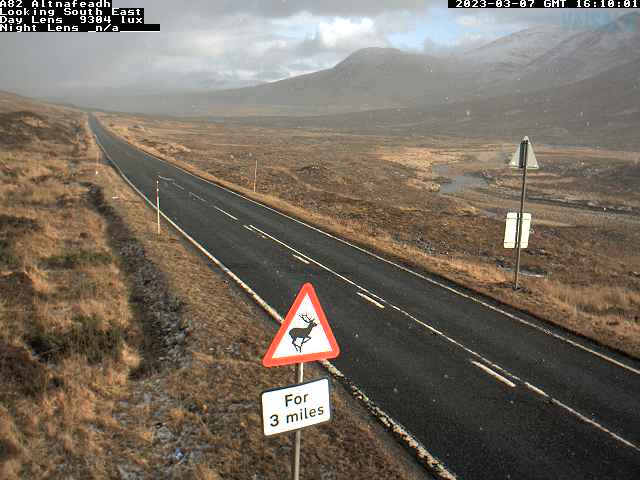 A82 Altnafeadh
Looking South East
Day Lens 9304 lux
Night Lens n/a
2023-03-07 GMT 16:10:01
VAISALA
For
3 miles